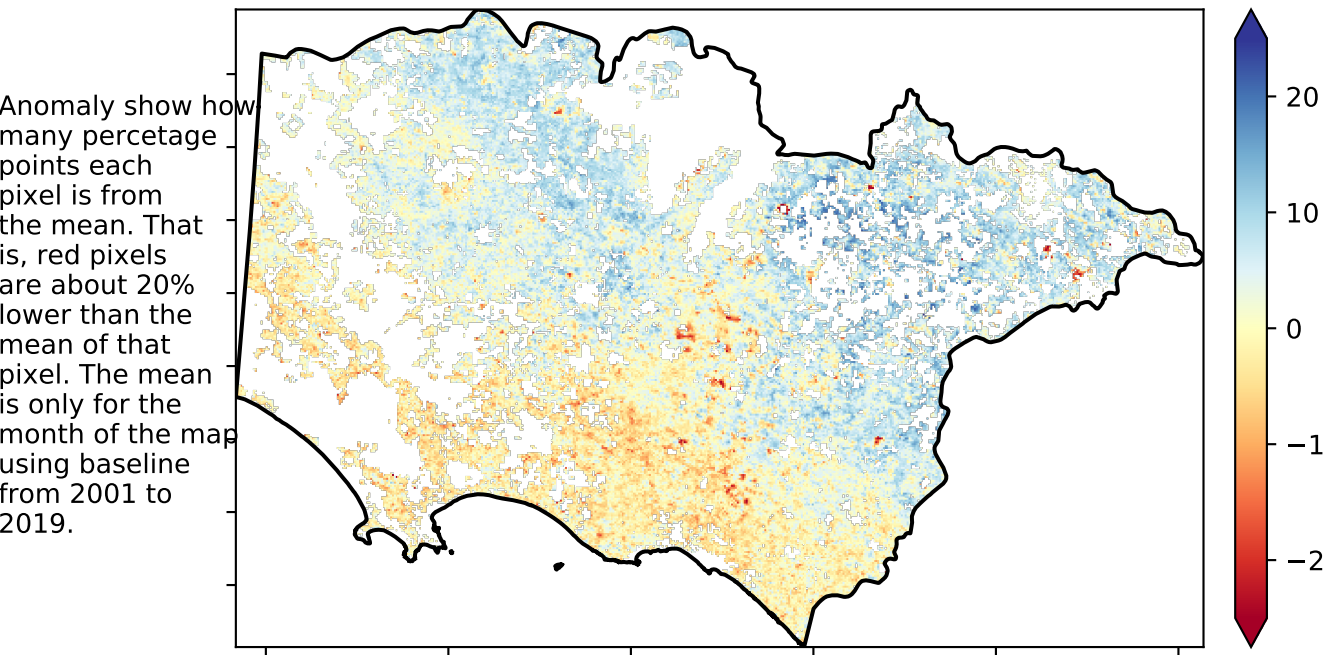 Anomaly show how
many percetage
points each
pixel is from
the mean. That
is, red pixels
are about 20%
lower than the
mean of that
pixel. The mean
is only for the
month of the map
using baseline
from 2001 to
2019.
20
10
0
−1
−2